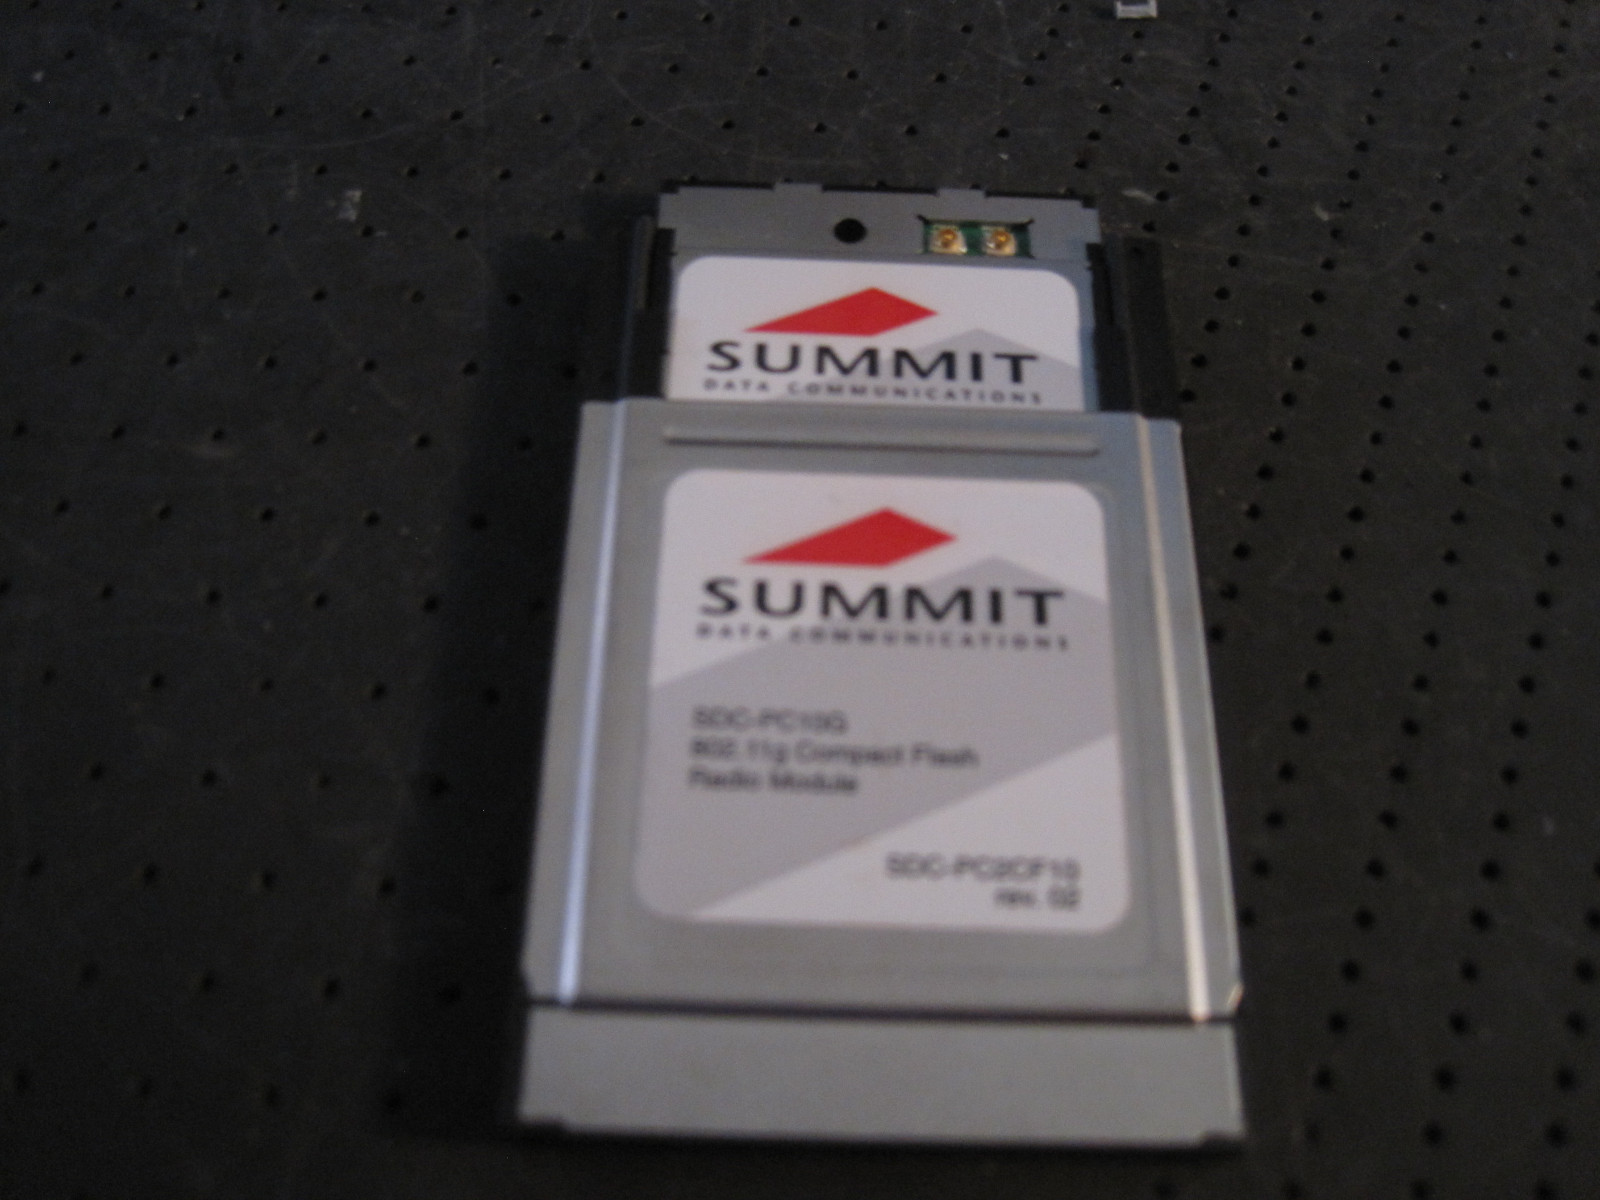 SUMMIT
DATA COMMUNICATIONS
SUMMIT
DATA COMMUNICATIONS
SDC-PC10G
802.11g Compact Flash
Radio Module
SDC-PC2CF10
rev. 02